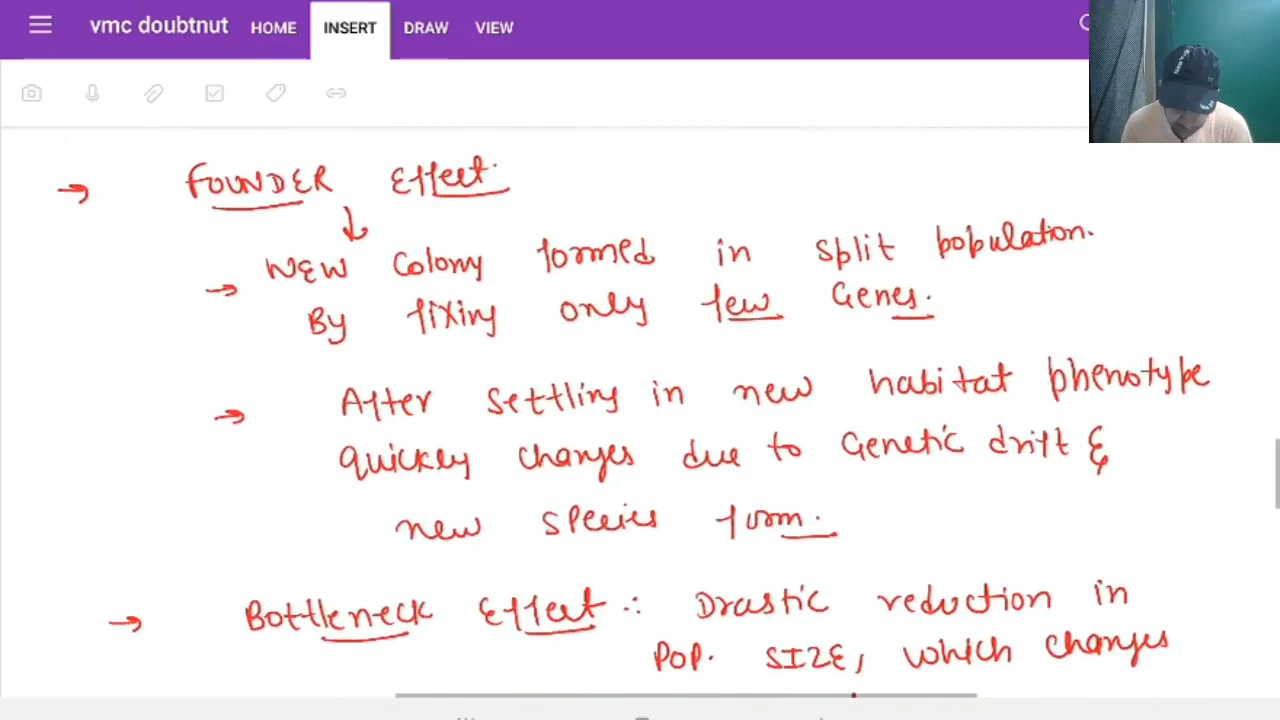 vmc doubtnut HOME INSERT DRAW VIEW
→ FOUNDER Effect.
→ NEW Colony formed in split population.
By fixing only few Genes.
→ After settling in new habitat phenotype
quickly changes due to Genetic drift &
new species form.
→ Bottleneck Effect :- Drastic reduction in
Pop. SIZE, which changes